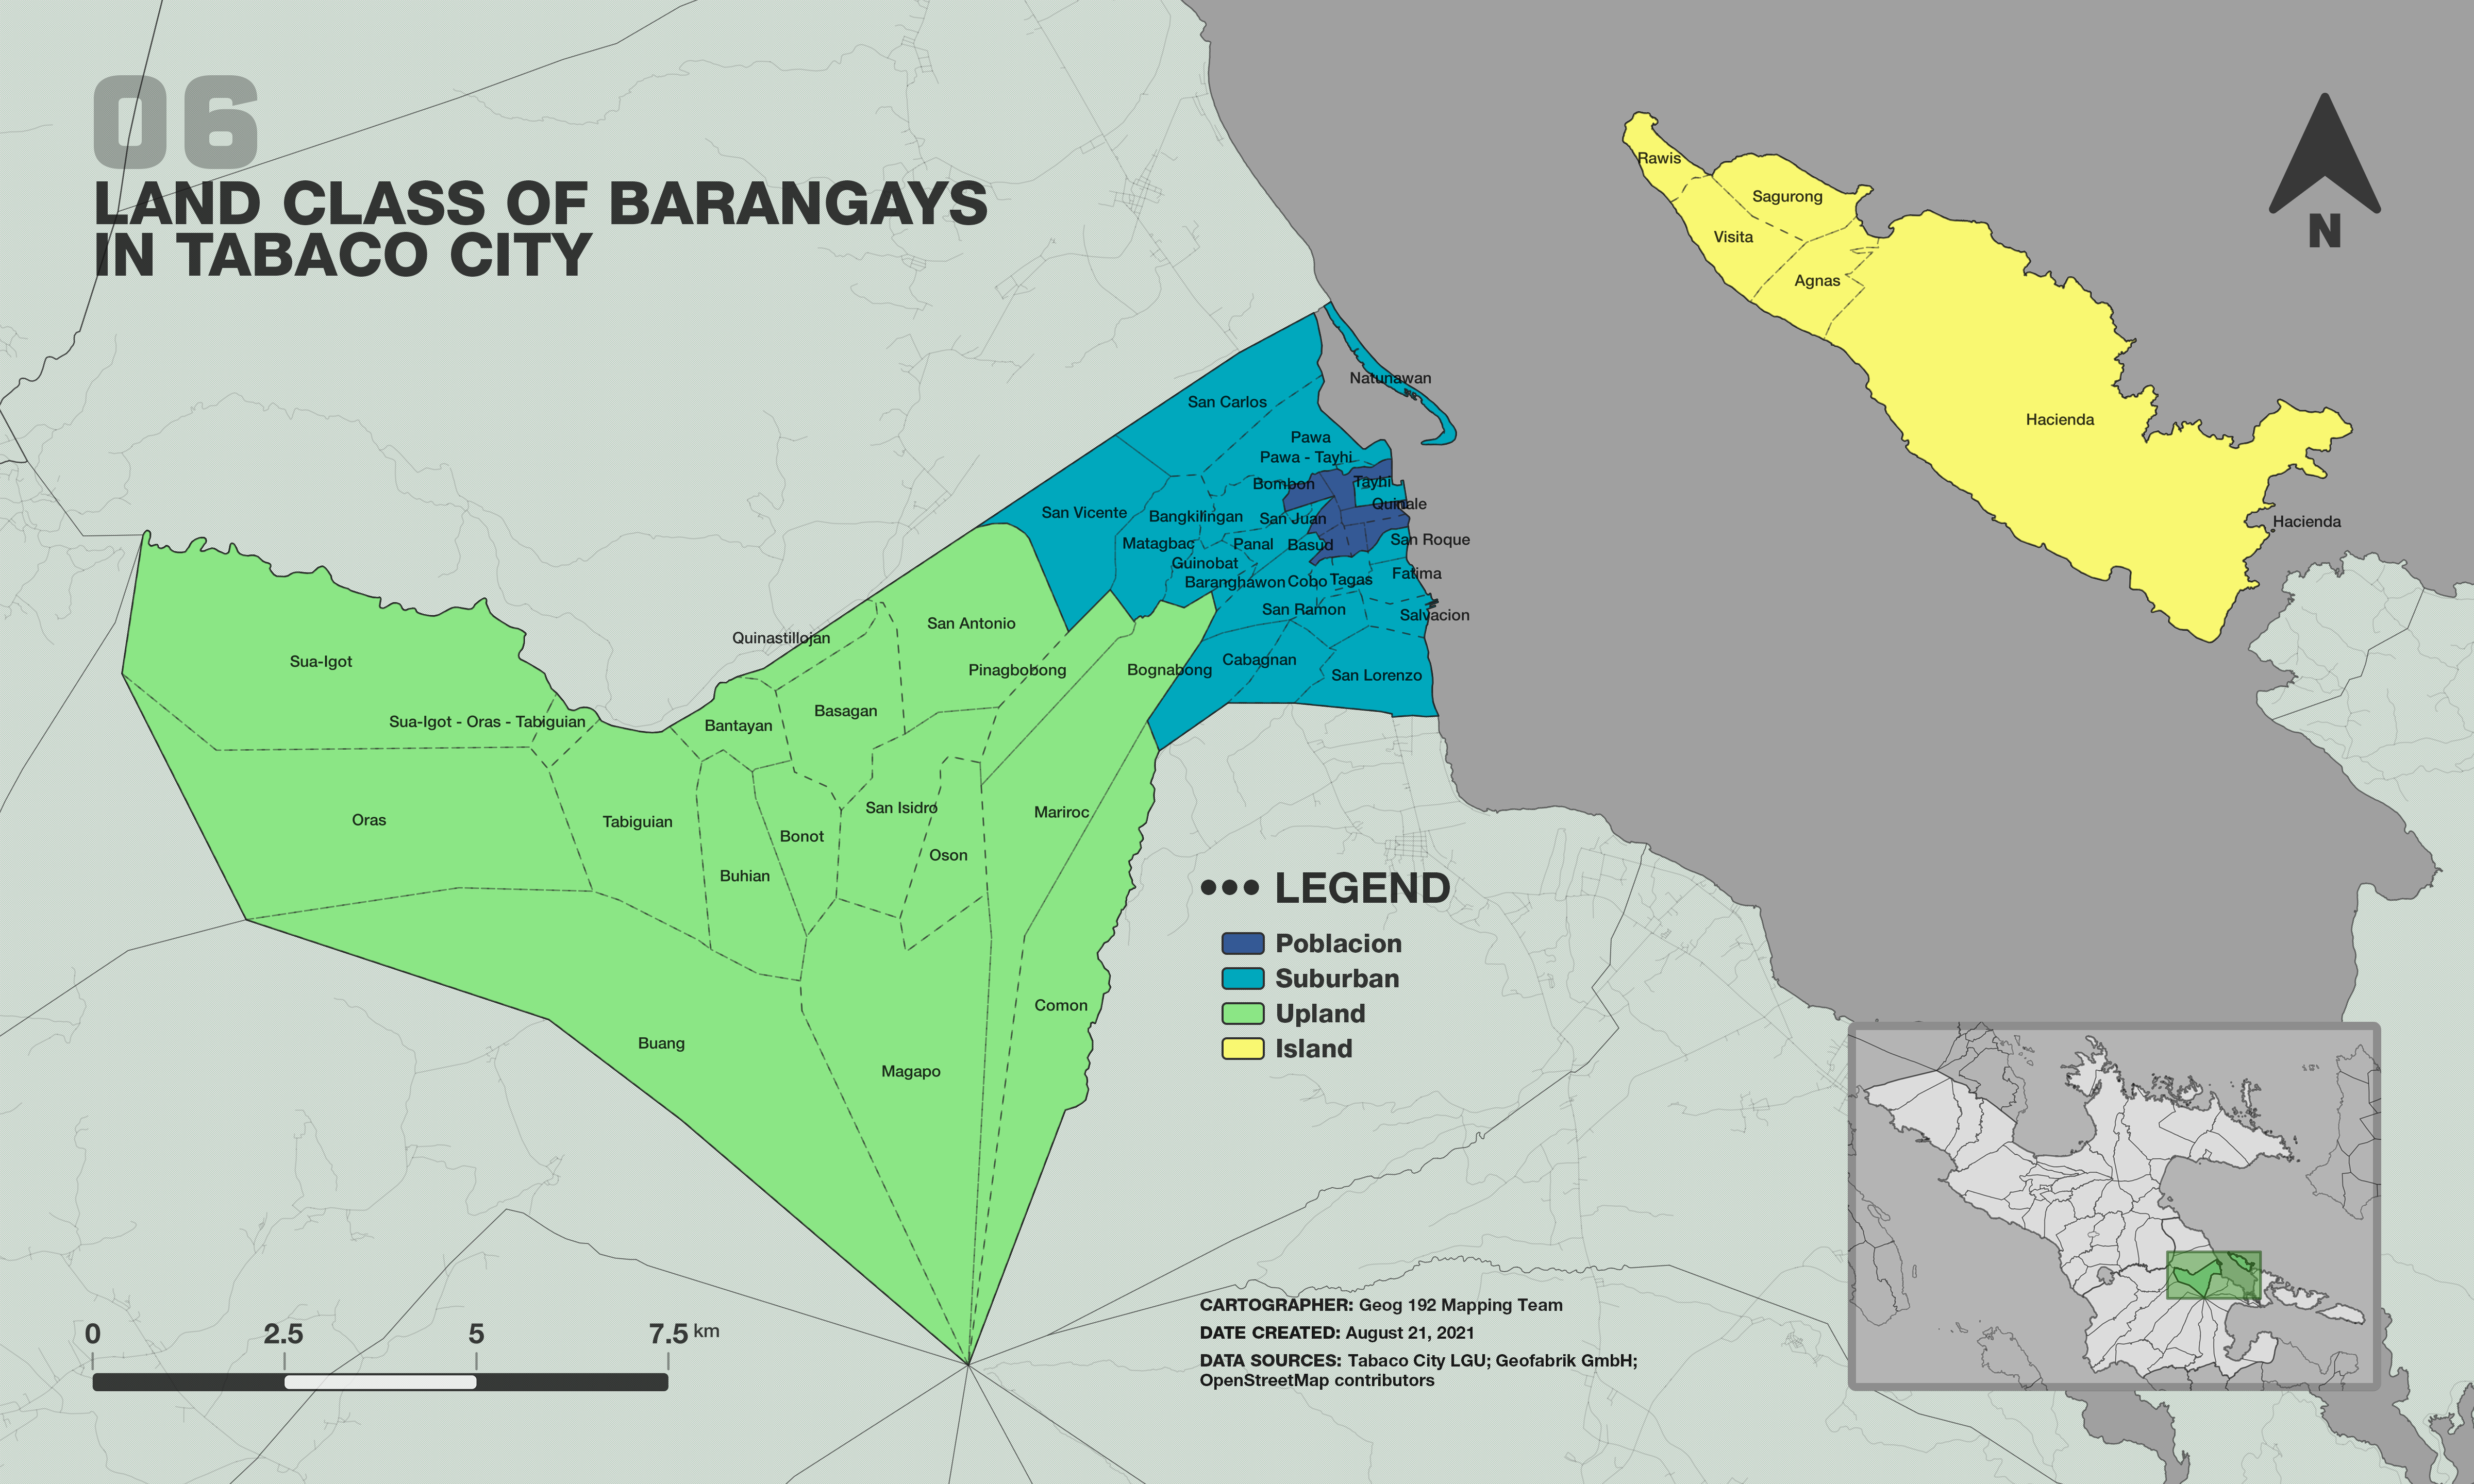 06
LAND CLASS OF BARANGAYS
IN TABACO CITY
N
Rawis
Sagurong
Visita
Agnas
Hacienda
Hacienda
Natunawan
San Carlos
Pawa
Pawa - Tayhi
Bombon
Tayhi
Quinale
San Vicente
Bangkilingan
San Juan
San Roque
Matagbac
Panal
Basud
Guinobat
Fatima
Baranghawon
Cobo
Tagas
San Ramon
Salvacion
San Antonio
Quinastillojan
Pinagbobong
Bognabong
Cabagnan
San Lorenzo
Sua-Igot
Sua-Igot - Oras - Tabiguian
Bantayan
Basagan
Oras
Tabiguian
Bonot
San Isidro
Mariroc
Buhian
Oson
Comon
Buang
Magapo
LEGEND
Poblacion
Suburban
Upland
Island
0 2.5 5 7.5 km
CARTOGRAPHER: Geog 192 Mapping Team
DATE CREATED: August 21, 2021
DATA SOURCES: Tabaco City LGU; Geofabrik GmbH;
OpenStreetMap contributors